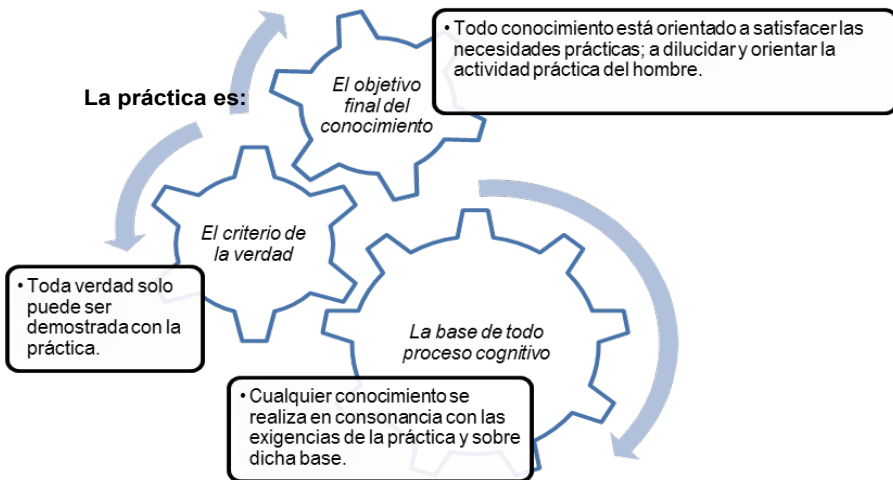 La práctica es:
El objetivo
final del
conocimiento
• Todo conocimiento está orientado a satisfacer las
necesidades prácticas; a dilucidar y orientar la
actividad práctica del hombre.
El criterio de
la verdad
• Toda verdad solo
puede ser
demostrada con la
práctica.
La base de todo
proceso cognitivo
• Cualquier conocimiento se
realiza en consonancia con las
exigencias de la práctica y sobre
dicha base.